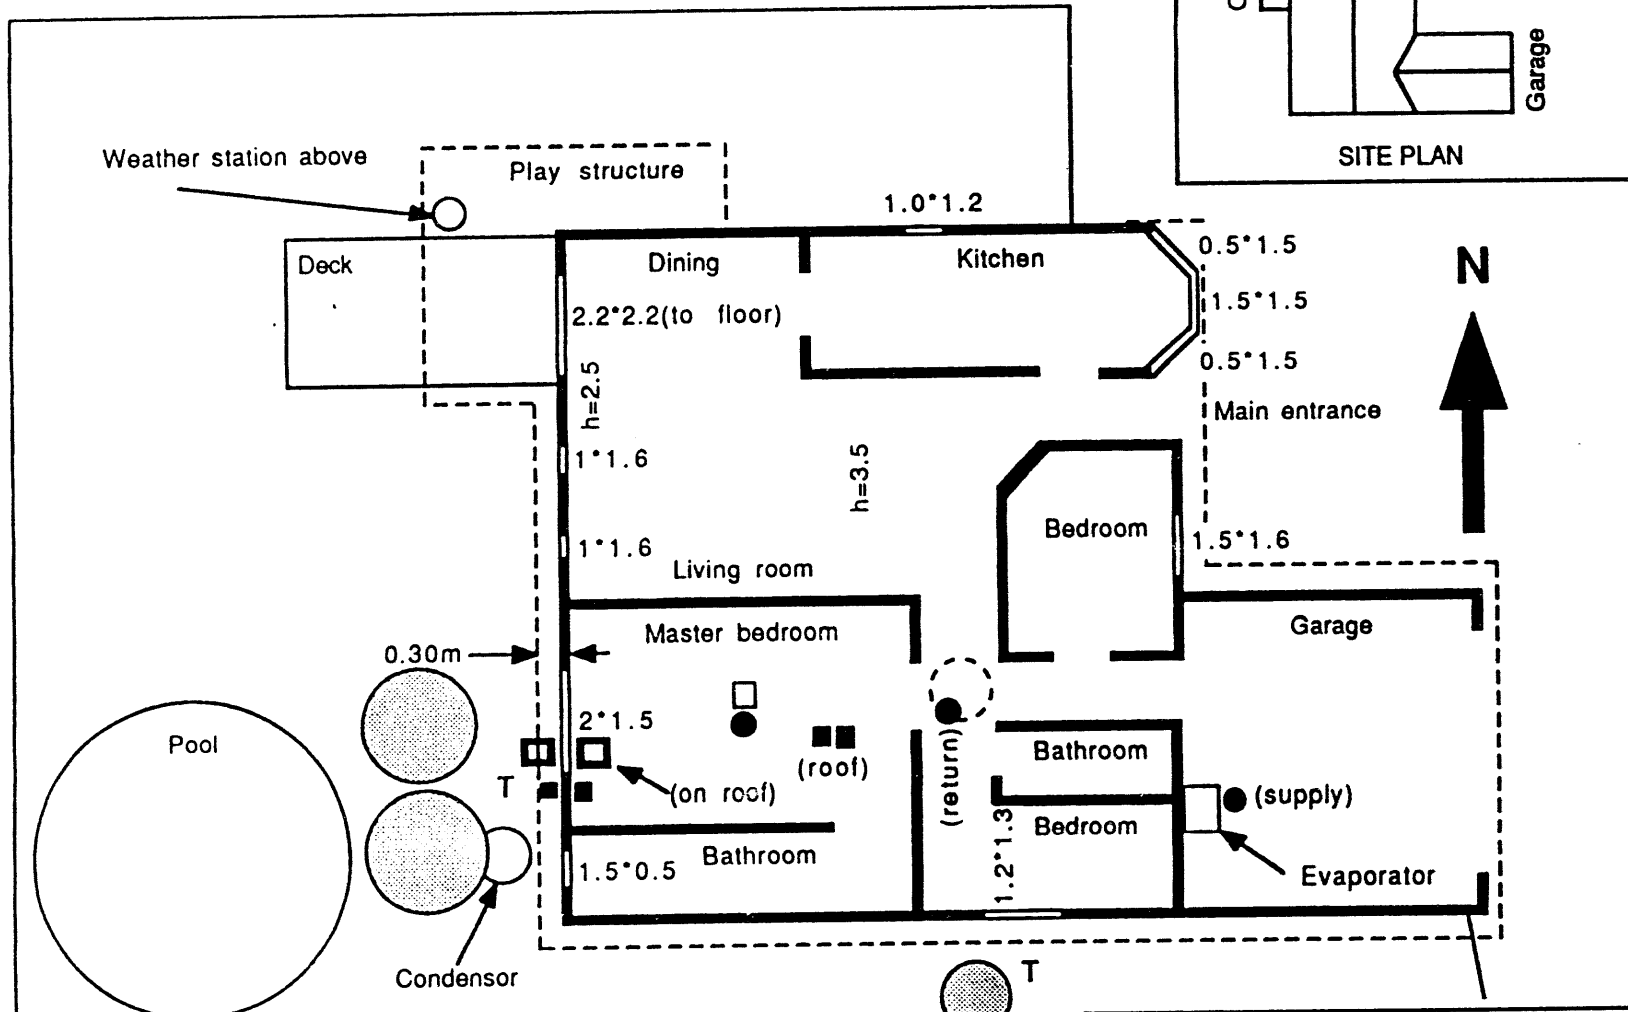 Garage
SITE PLAN
Weather station above
Play structure
1.0*1.2
Deck
Dining
Kitchen
0.5*1.5
N
2.2*2.2(to floor)
1.5*1.5
0.5*1.5
h=2.5
Main entrance
1*1.6
h=3.5
Bedroom
1*1.6
1.5*1.6
Living room
Master bedroom
Garage
0.30m
2*1.5
Pool
(roof)
(return)
Bathroom
T
(on roof)
(supply)
1.2*1.3
Bedroom
Bathroom
1.5*0.5
Evaporator
Condensor
T